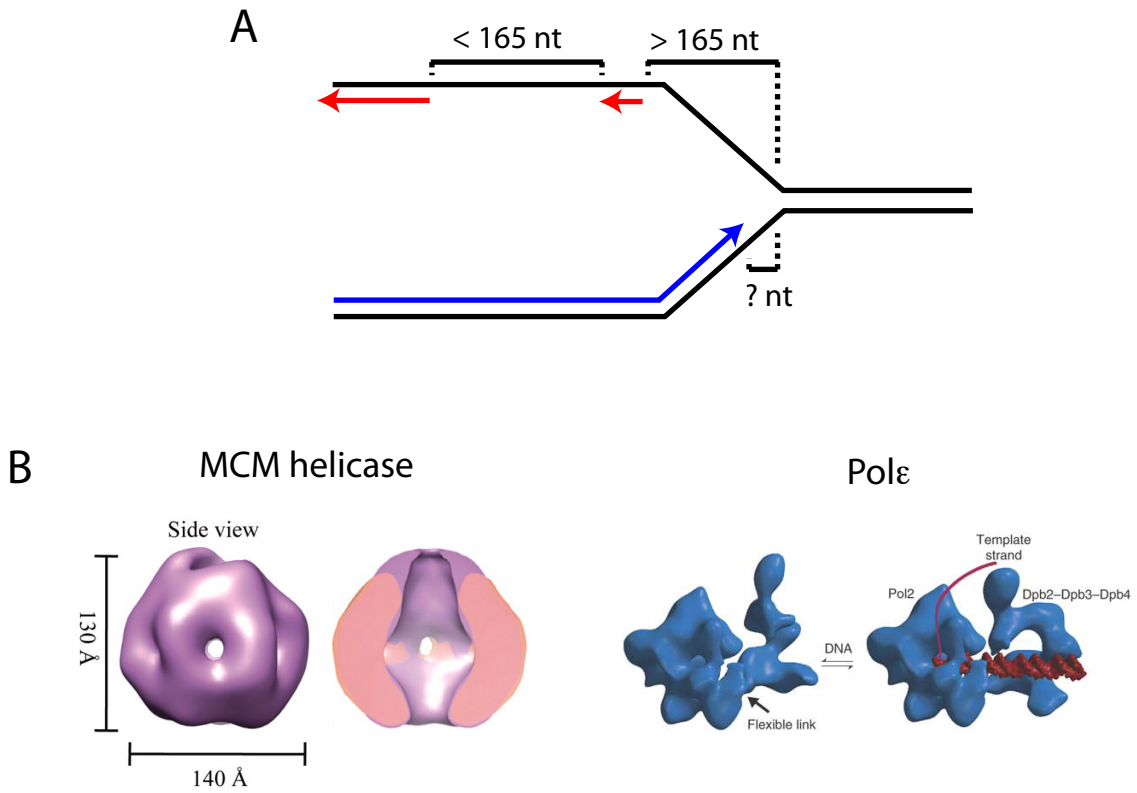 A
< 165 nt
> 165 nt
? nt
B
MCM helicase
Polε
Side view
130 Å
140 Å
Template
strand
Pol2
Dpb2–Dpb3–Dpb4
DNA
Flexible link